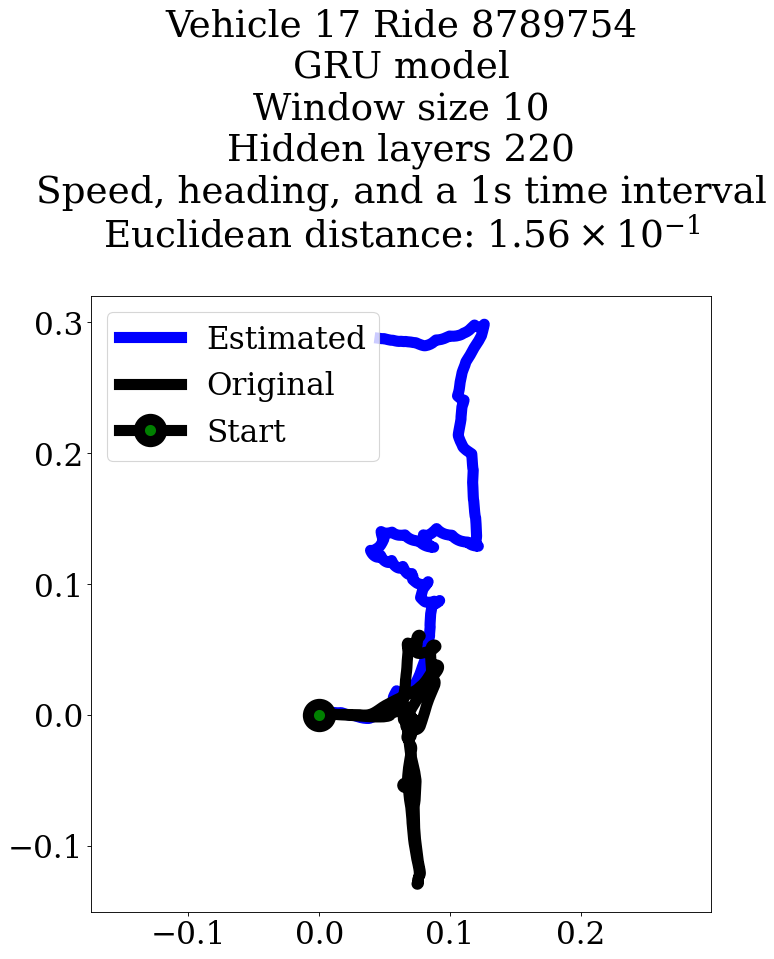 Vehicle 17 Ride 8789754
GRU model
Window size 10
Hidden layers 220
Speed, heading, and a 1s time interval
Euclidean distance: 1.56 × 10⁻¹
0.3
0.2
0.1
0.0
−0.1
Estimated
Original
Start
−0.1 0.0 0.1 0.2